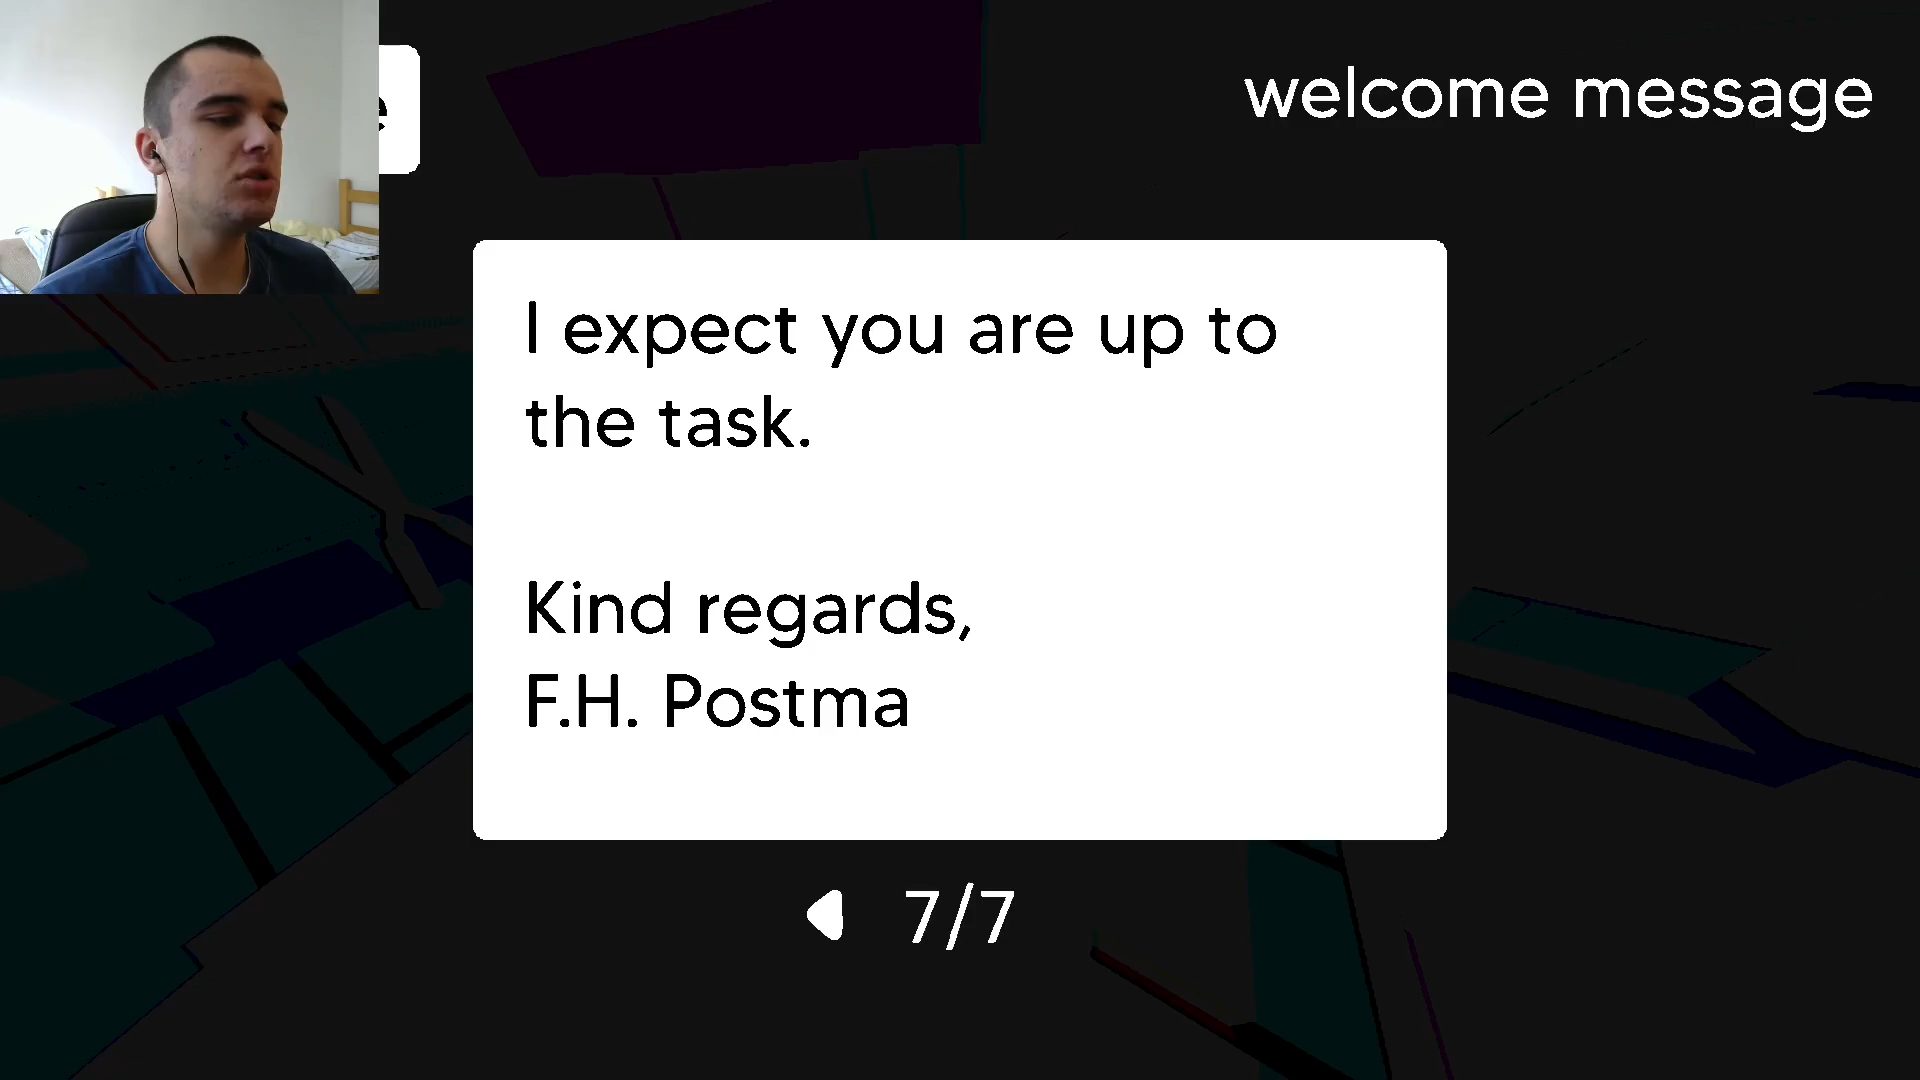 welcome message
I expect you are up to
the task.
Kind regards,
F.H. Postma
7/7